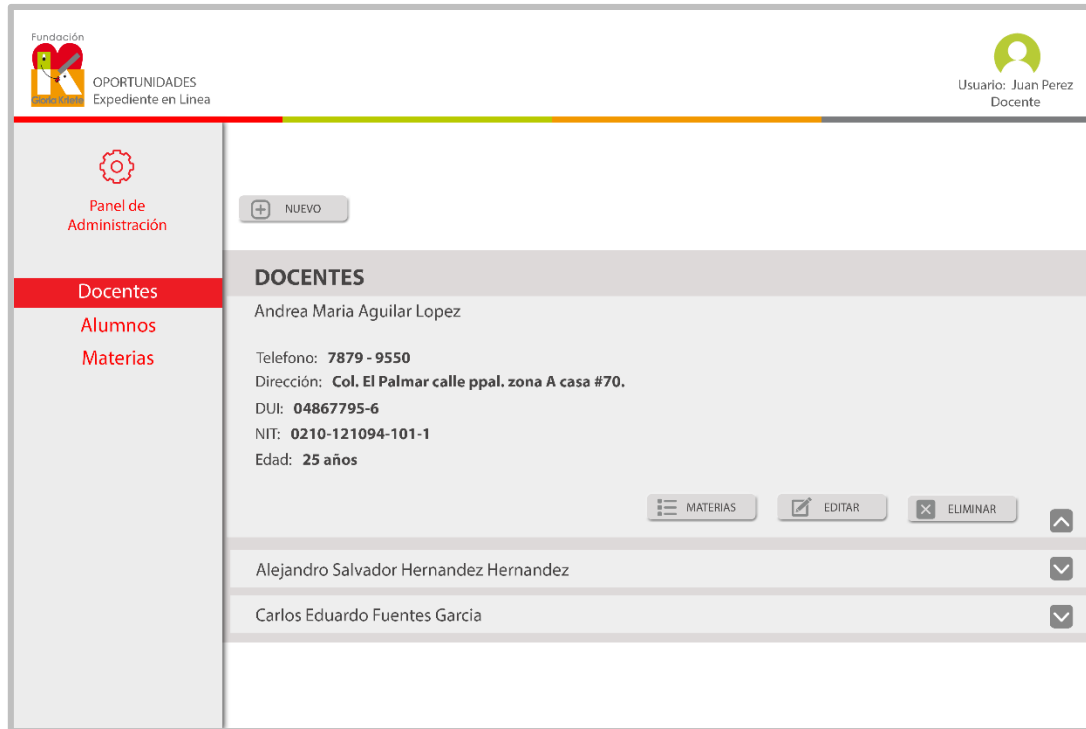 Fundación
Gloria Kriete
OPORTUNIDADES
Expediente en Linea
Usuario: Juan Perez
Docente
Panel de
Administración
Docentes
Alumnos
Materias
NUEVO
DOCENTES
Andrea Maria Aguilar Lopez
Telefono: 7879 - 9550
Dirección: Col. El Palmar calle ppal. zona A casa #70.
DUI: 04867795-6
NIT: 0210-121094-101-1
Edad: 25 años
MATERIAS
EDITAR
ELIMINAR
Alejandro Salvador Hernandez Hernandez
Carlos Eduardo Fuentes Garcia